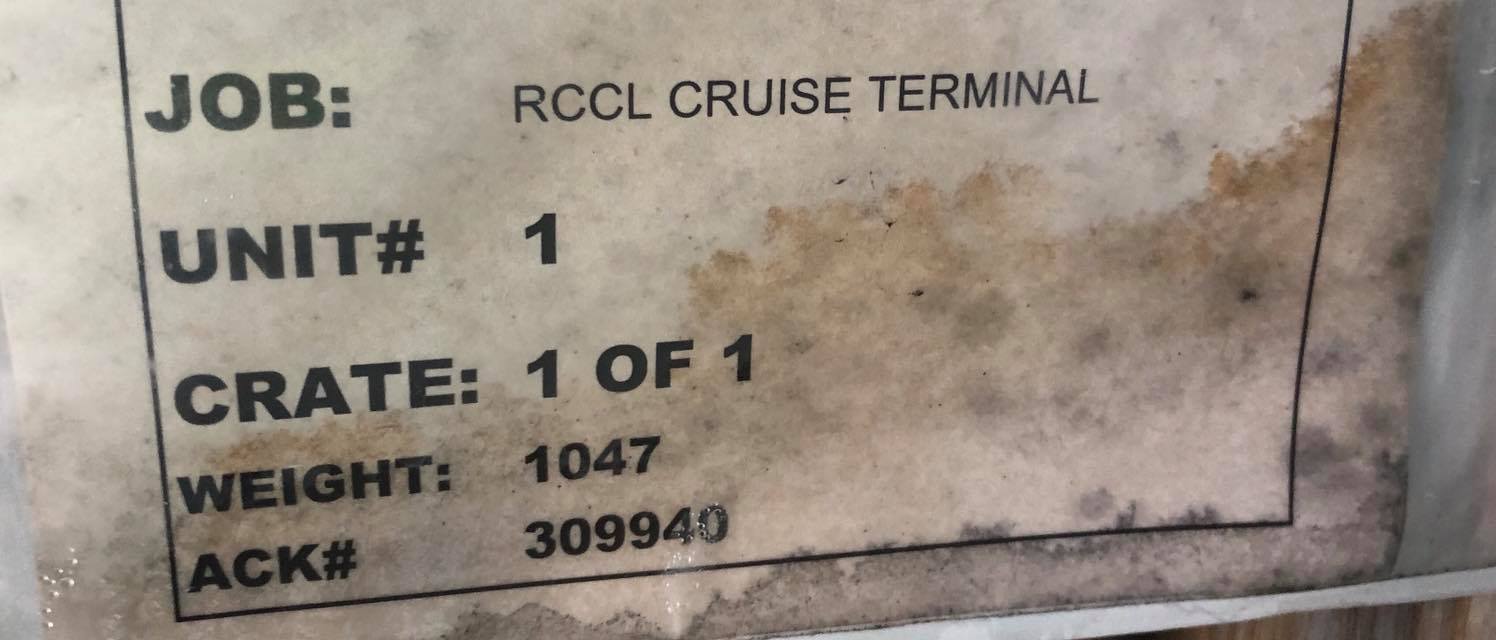 JOB: RCCL CRUISE TERMINAL
UNIT# 1
CRATE: 1 OF 1
WEIGHT: 1047
ACK# 309940